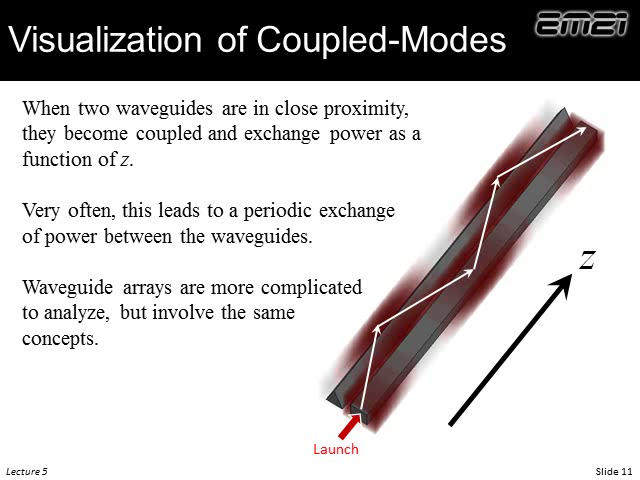 Visualization of Coupled-Modes
EM21
When two waveguides are in close proximity,
they become coupled and exchange power as a
function of z.
Very often, this leads to a periodic exchange
of power between the waveguides.
Waveguide arrays are more complicated
to analyze, but involve the same
concepts.
z
Launch
Lecture 5
Slide 11